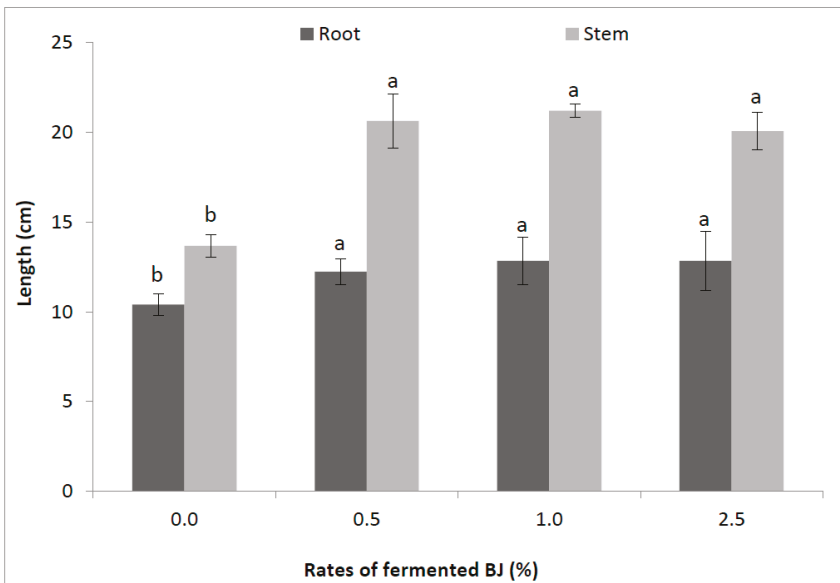 Root Stem
25
a a a
20
b
15
a a a
b
10
5
0
0.0 0.5 1.0 2.5
Length (cm)
Rates of fermented BJ (%)